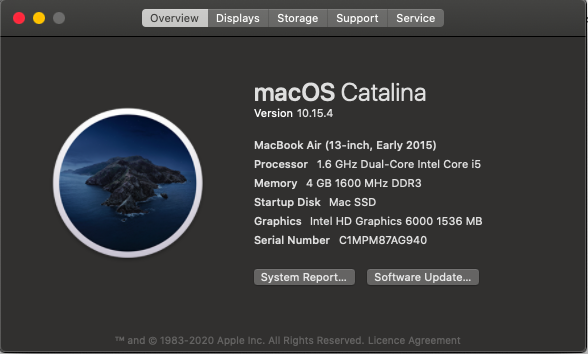 Overview Displays Storage Support Service
macOS Catalina
Version 10.15.4
MacBook Air (13-inch, Early 2015)
Processor 1.6 GHz Dual-Core Intel Core i5
Memory 4 GB 1600 MHz DDR3
Startup Disk Mac SSD
Graphics Intel HD Graphics 6000 1536 MB
Serial Number C1MPM87AG940
System Report... Software Update...
™ and © 1983-2020 Apple Inc. All Rights Reserved. Licence Agreement